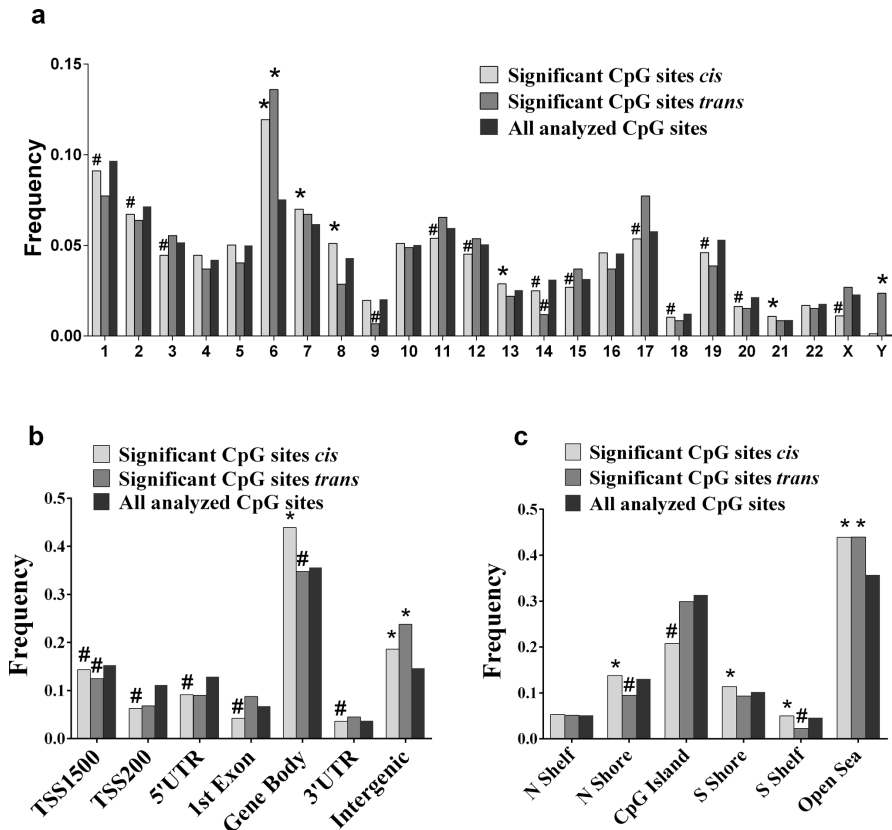 a
0.15
0.10
0.05
0.00
Frequency
Significant CpG sites cis
Significant CpG sites trans
All analyzed CpG sites
# # # * * * * # # # * # # # # # # # * # *
1 2 3 4 5 6 7 8 9 10 11 12 13 14 15 16 17 18 19 20 21 22 X Y
b
Significant CpG sites cis
Significant CpG sites trans
All analyzed CpG sites
0.5
0.4
0.3
0.2
0.1
0.0
Frequency
# # # # # * # # * *
TSS1500 TSS200 5'UTR 1st Exon Gene Body 3'UTR Intergenic
c
Significant CpG sites cis
Significant CpG sites trans
All analyzed CpG sites
0.5
0.4
0.3
0.2
0.1
0.0
Frequency
* # # * * # * *
N Shelf N Shore CpG Island S Shore S Shelf Open Sea